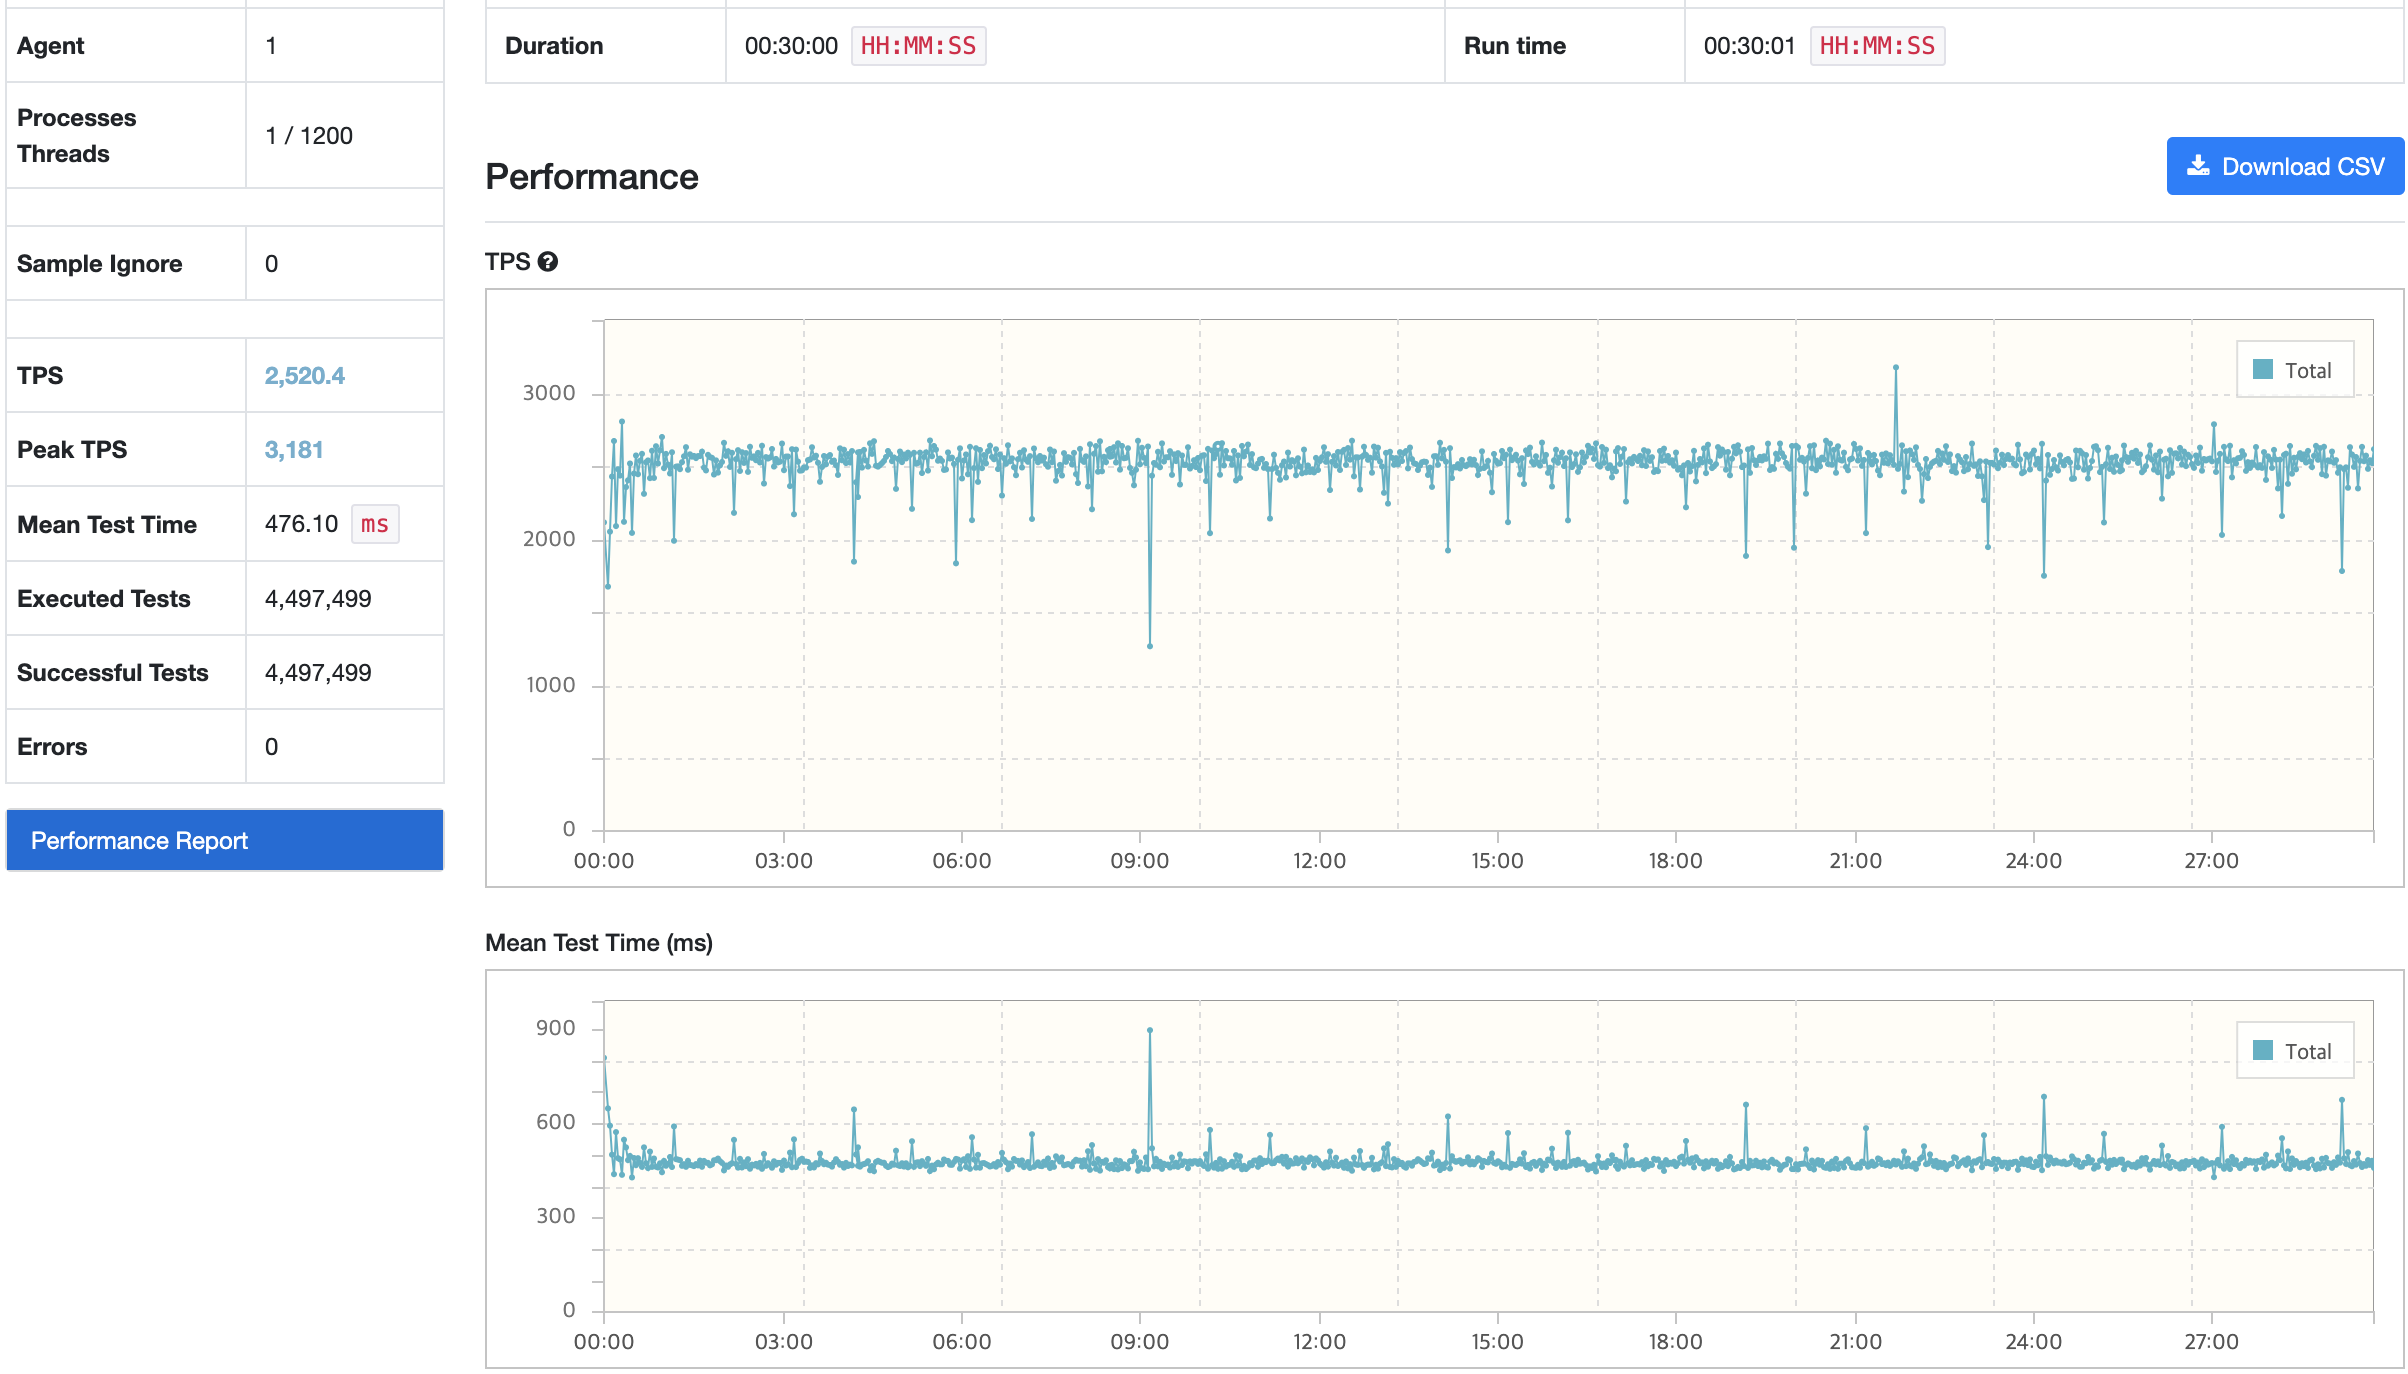 Agent 1
Processes Threads 1 / 1200
Sample Ignore 0
TPS 2,520.4
Peak TPS 3,181
Mean Test Time 476.10 ms
Executed Tests 4,497,499
Successful Tests 4,497,499
Errors 0
Performance Report
Duration 00:30:00 HH:MM:SS Run time 00:30:01 HH:MM:SS
Performance
Download CSV
TPS ?
Total
3000
2000
1000
0
00:00 03:00 06:00 09:00 12:00 15:00 18:00 21:00 24:00 27:00
Mean Test Time (ms)
Total
900
600
300
0
00:00 03:00 06:00 09:00 12:00 15:00 18:00 21:00 24:00 27:00